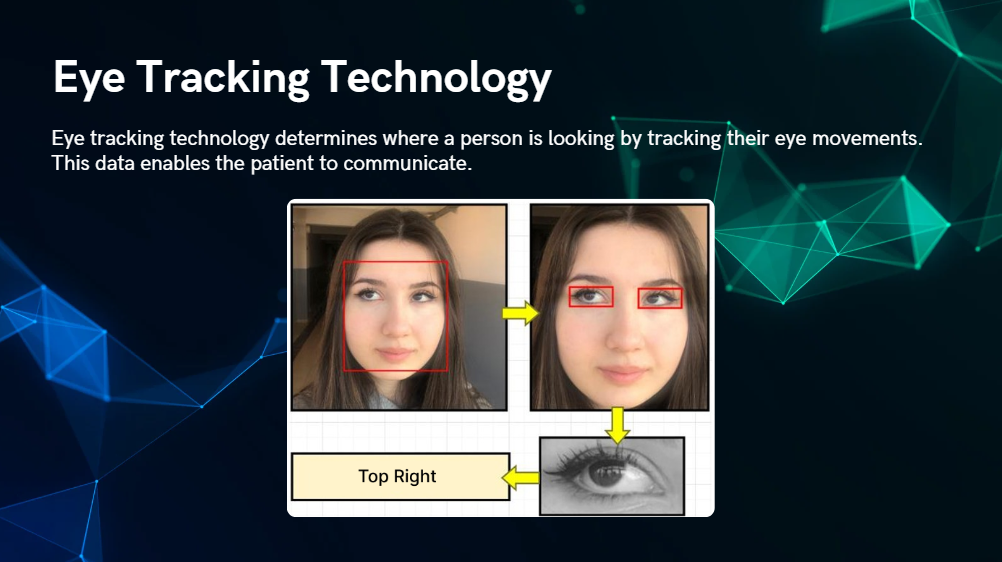 Eye Tracking Technology
Eye tracking technology determines where a person is looking by tracking their eye movements.
This data enables the patient to communicate.
Top Right